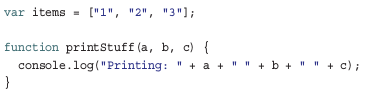 var items = ["1", "2", "3"];

function printStuff(a, b, c) {
  console.log("Printing: " + a + " " + b + " " + c);
}